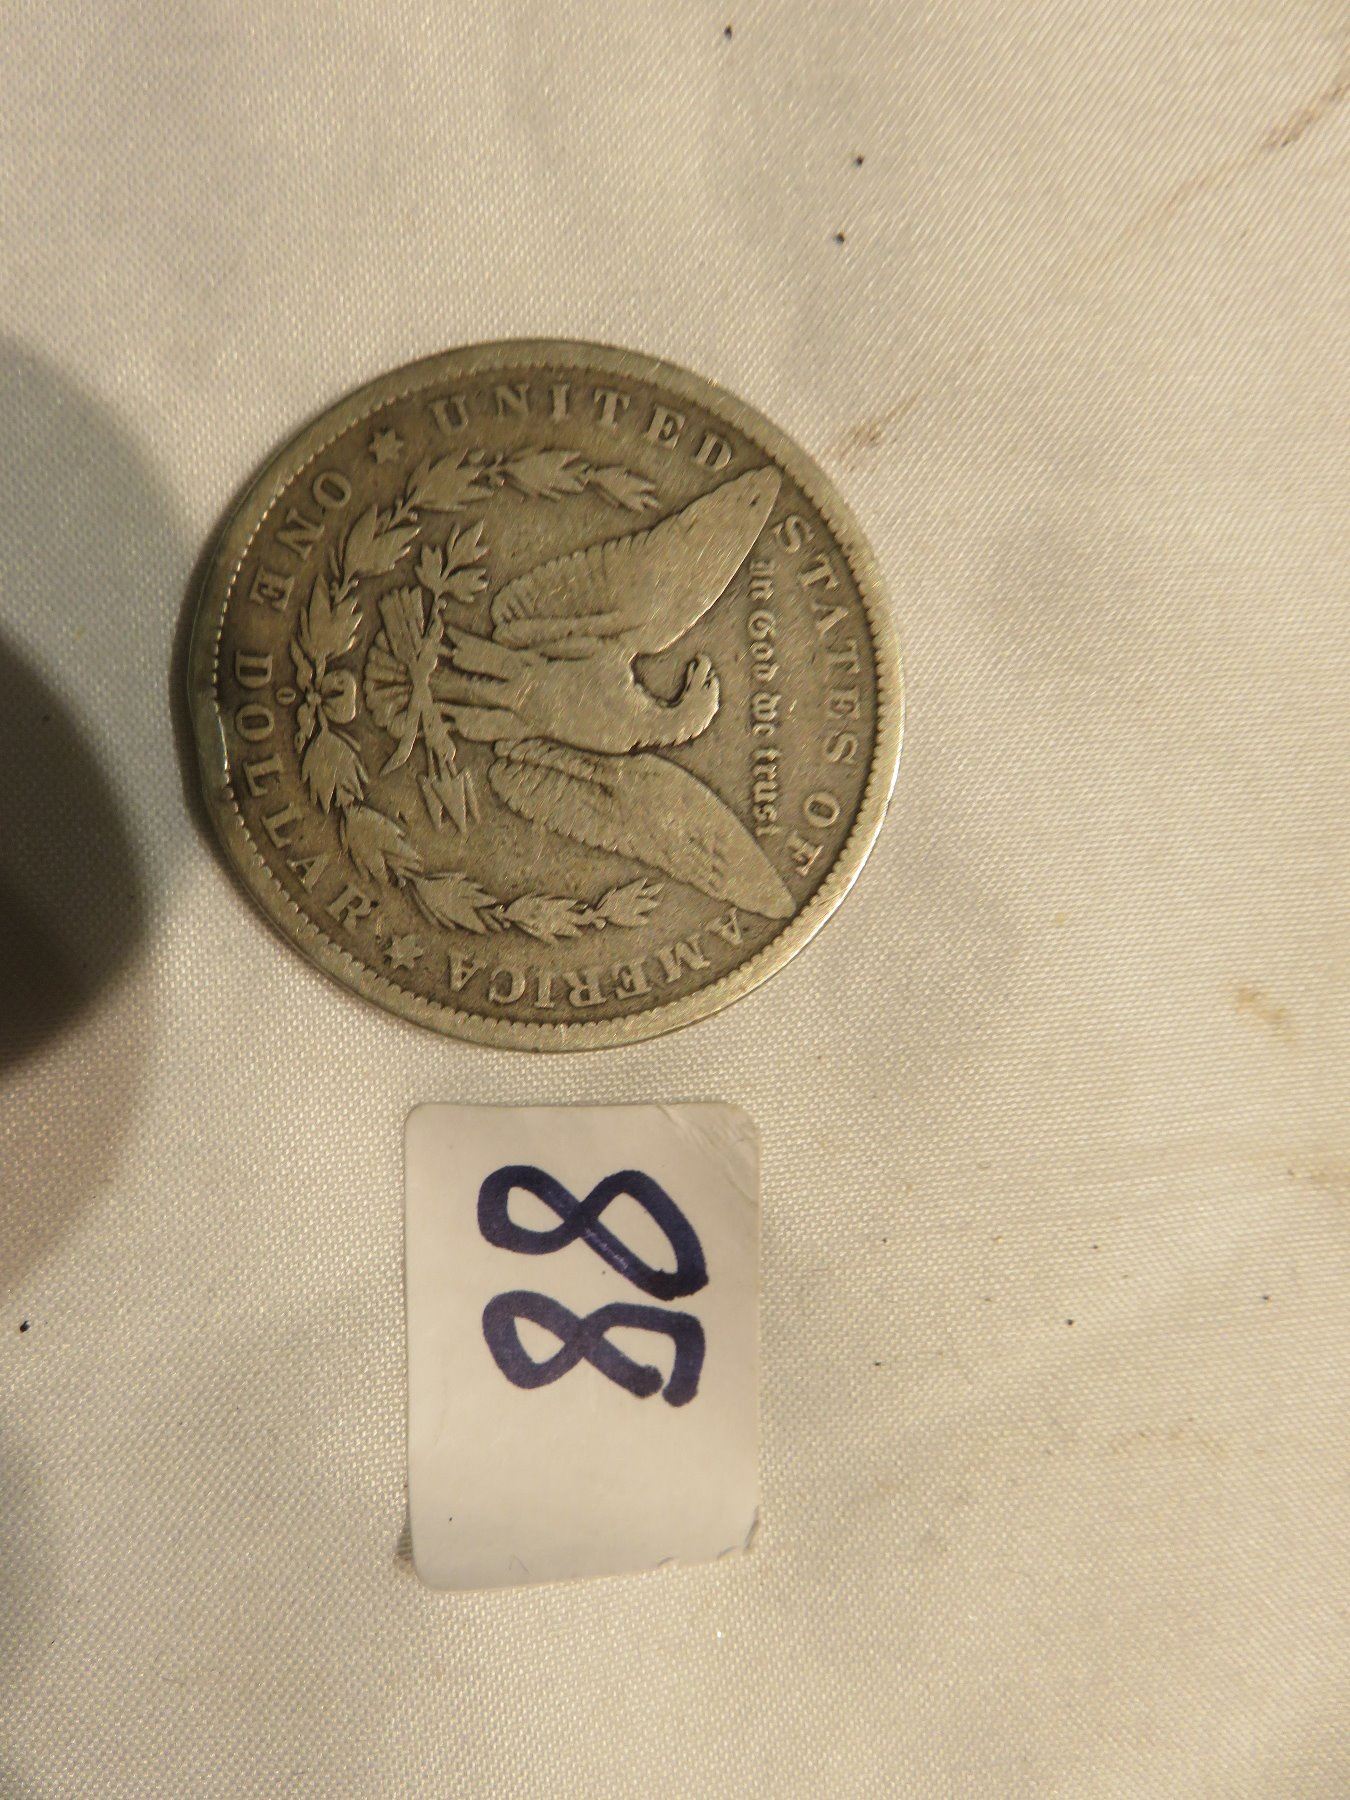 UNITED STATES OF AMERICA
In God We trust
O
ONE DOLLAR
88